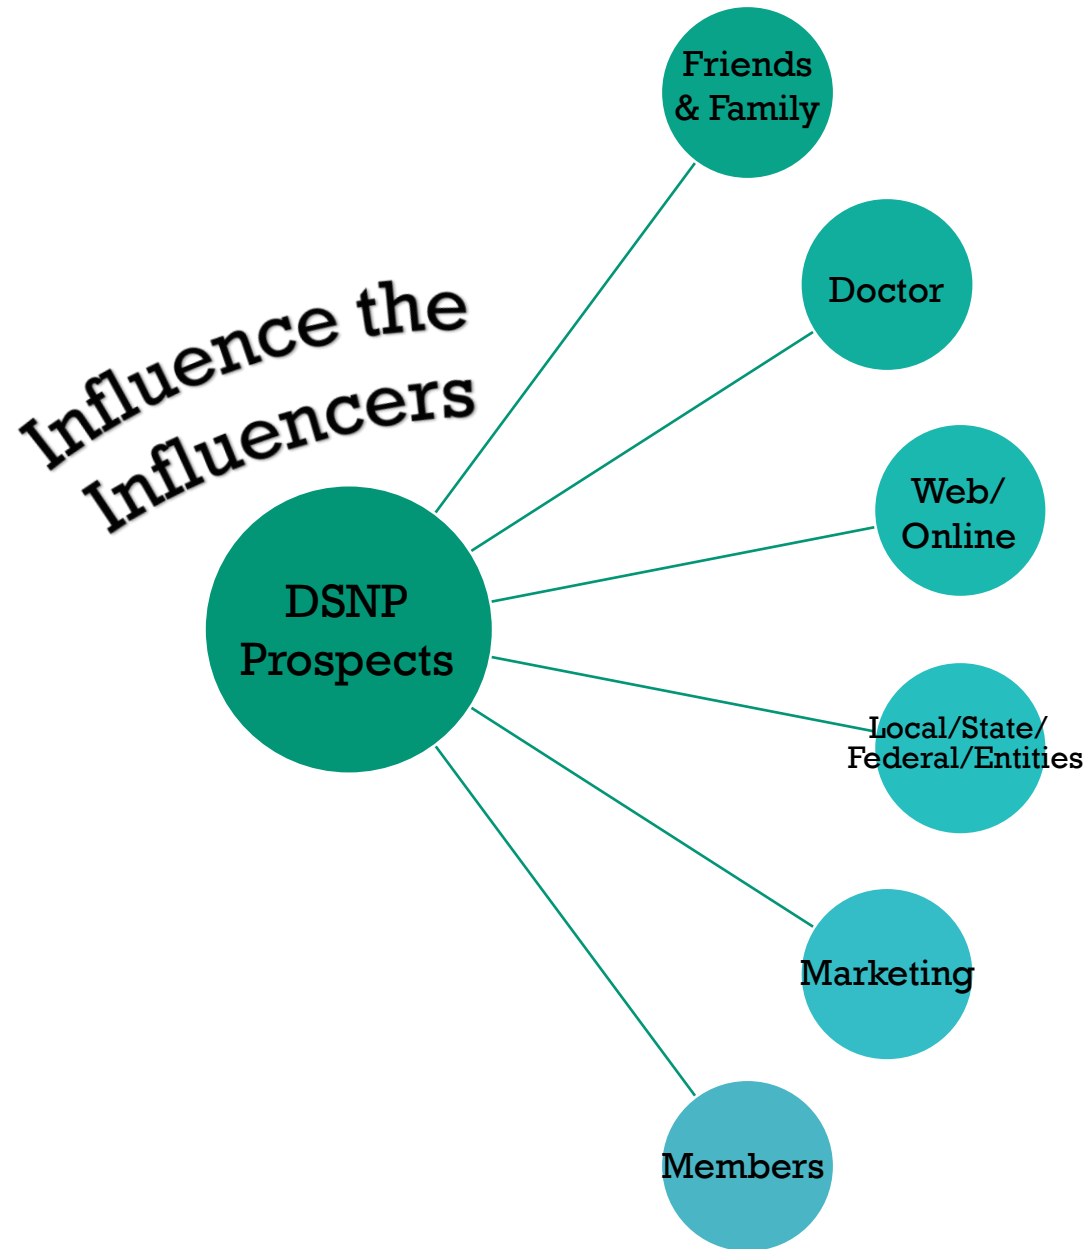 Influence the
Influencers
DSNP
Prospects
Friends
& Family
Doctor
Web/
Online
Local/State/
Federal/Entities
Marketing
Members